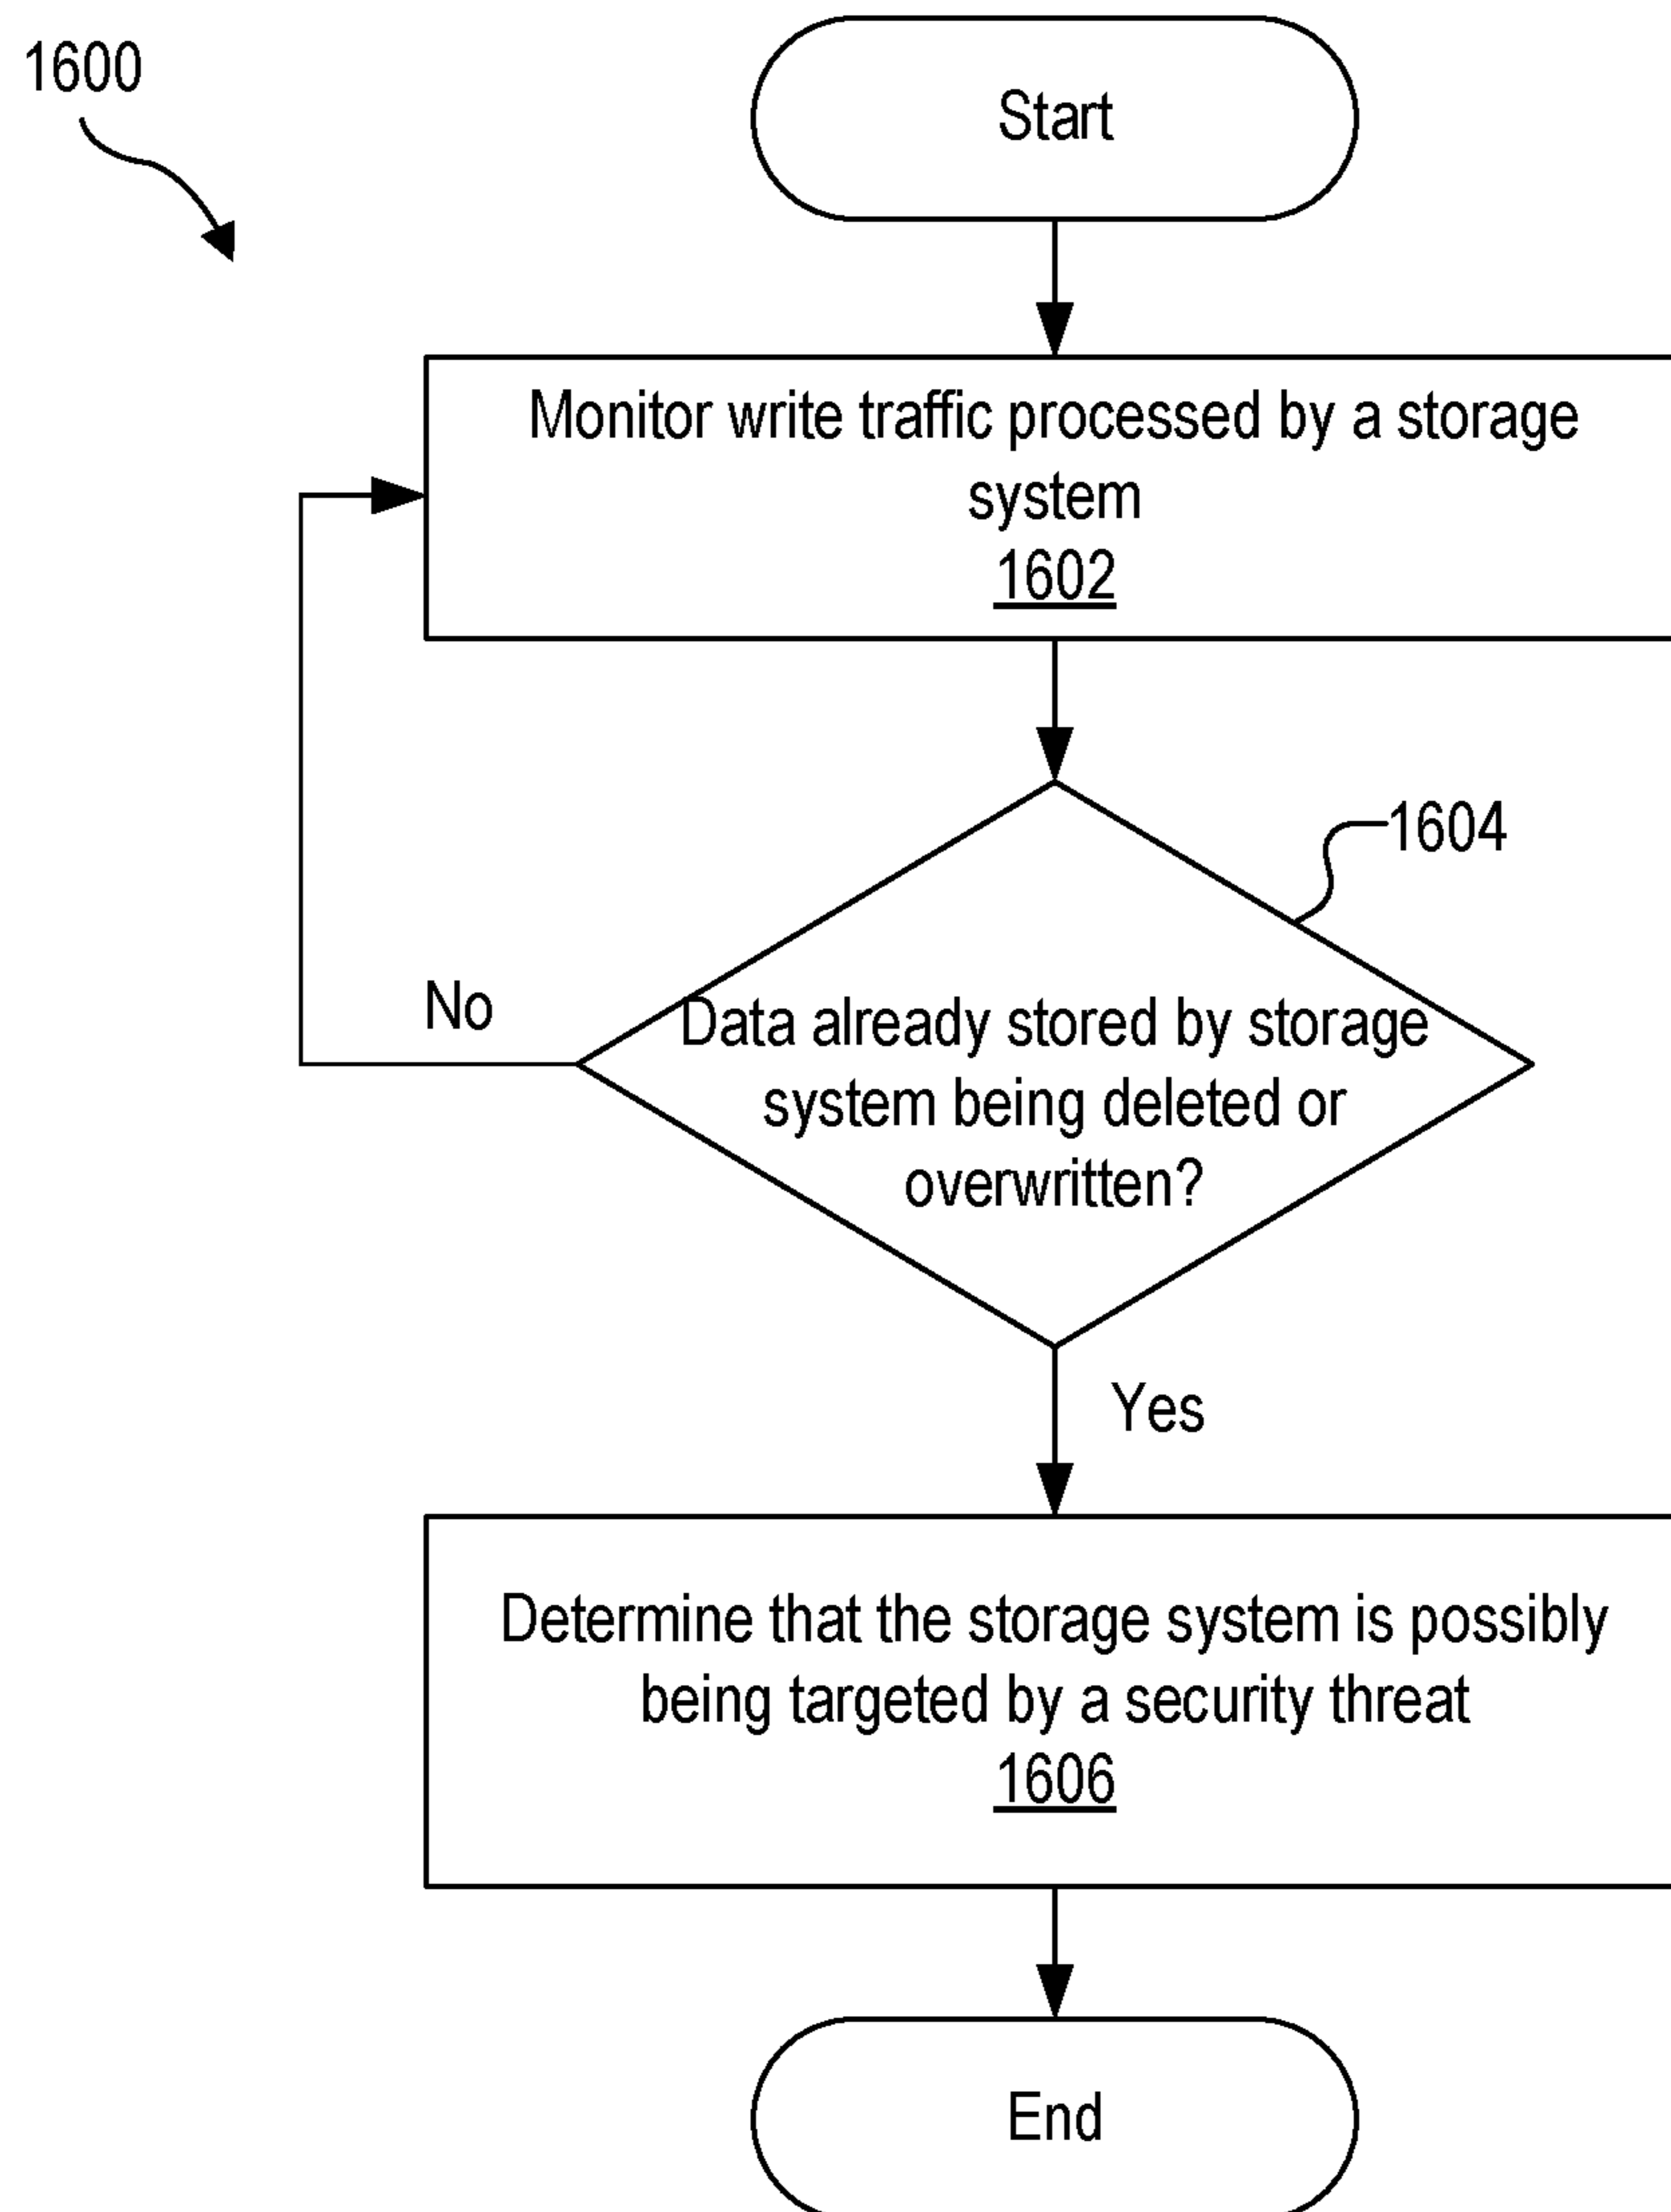 1600
Start
Monitor write traffic processed by a storage
system
1602
1604
No
Data already stored by storage
system being deleted or
overwritten?
Yes
Determine that the storage system is possibly
being targeted by a security threat
1606
End